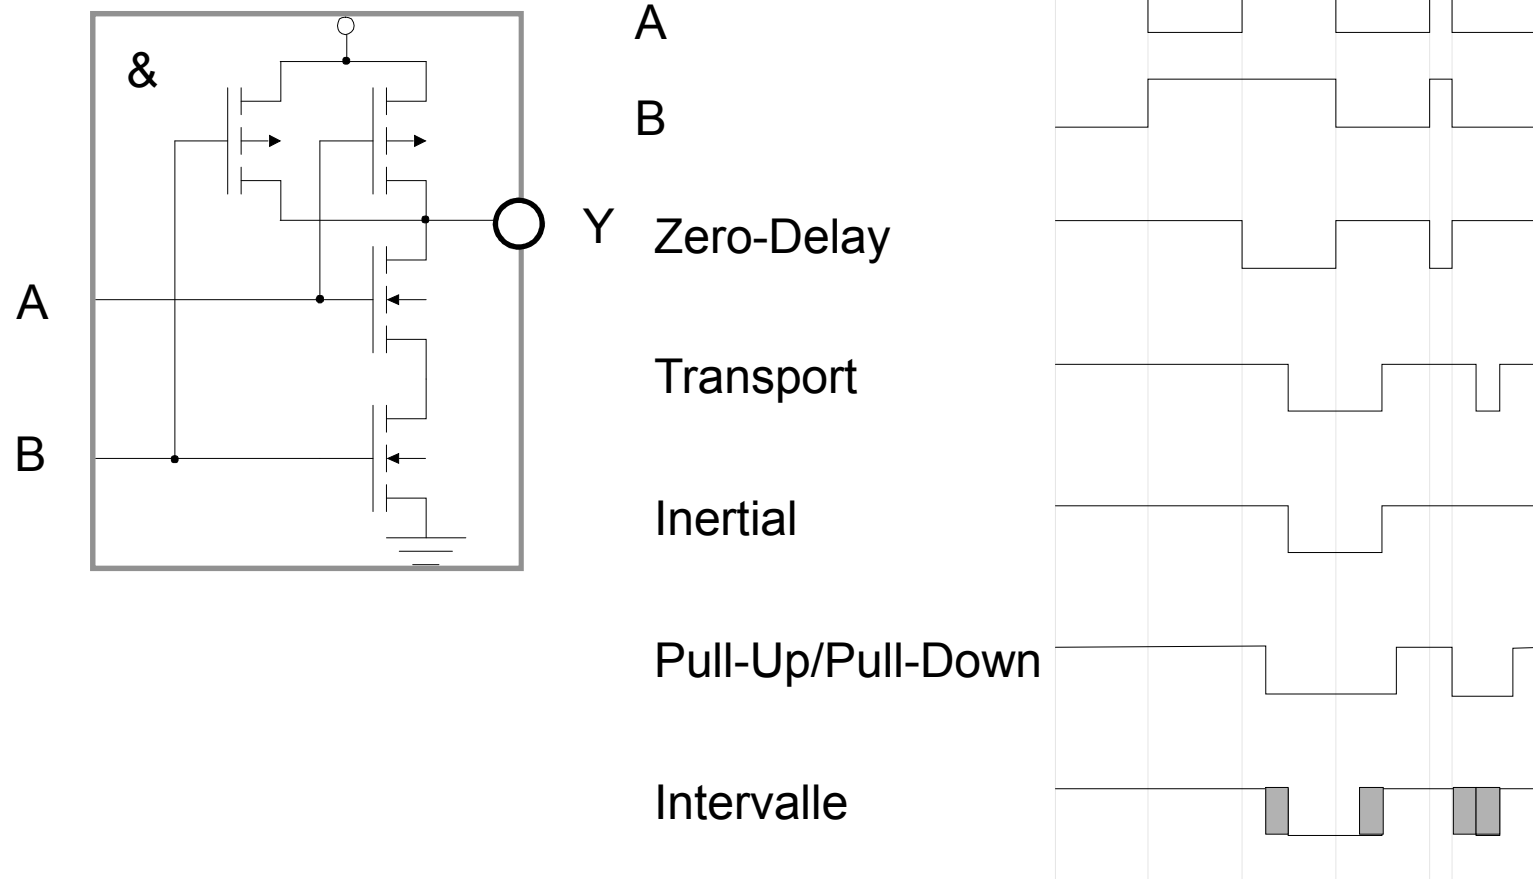 &
A
B
Y
A
B
Zero-Delay
Transport
Inertial
Pull-Up/Pull-Down
Intervalle